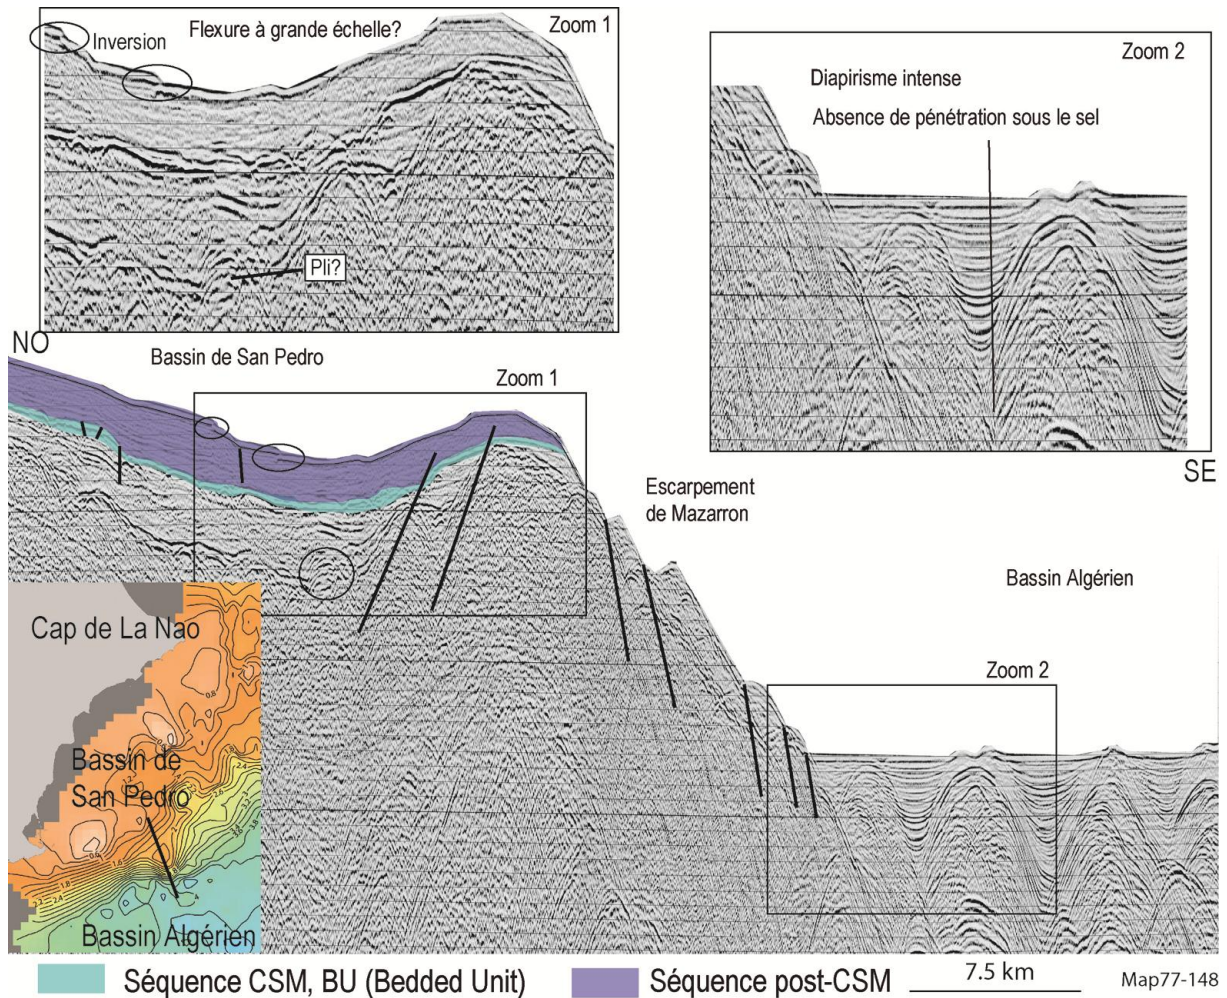 Flexure à grande échelle?
Zoom 1
Inversion
Pli?
Zoom 2
Diapirisme intense
Absence de pénétration sous le sel
NO
Bassin de San Pedro
Zoom 1
SE
Escarpement
de Mazarron
Bassin Algérien
Zoom 2
Cap de La Nao
Bassin de
San Pedro
Bassin Algérien
Séquence CSM, BU (Bedded Unit)
Séquence post-CSM
7.5 km
Map77-148